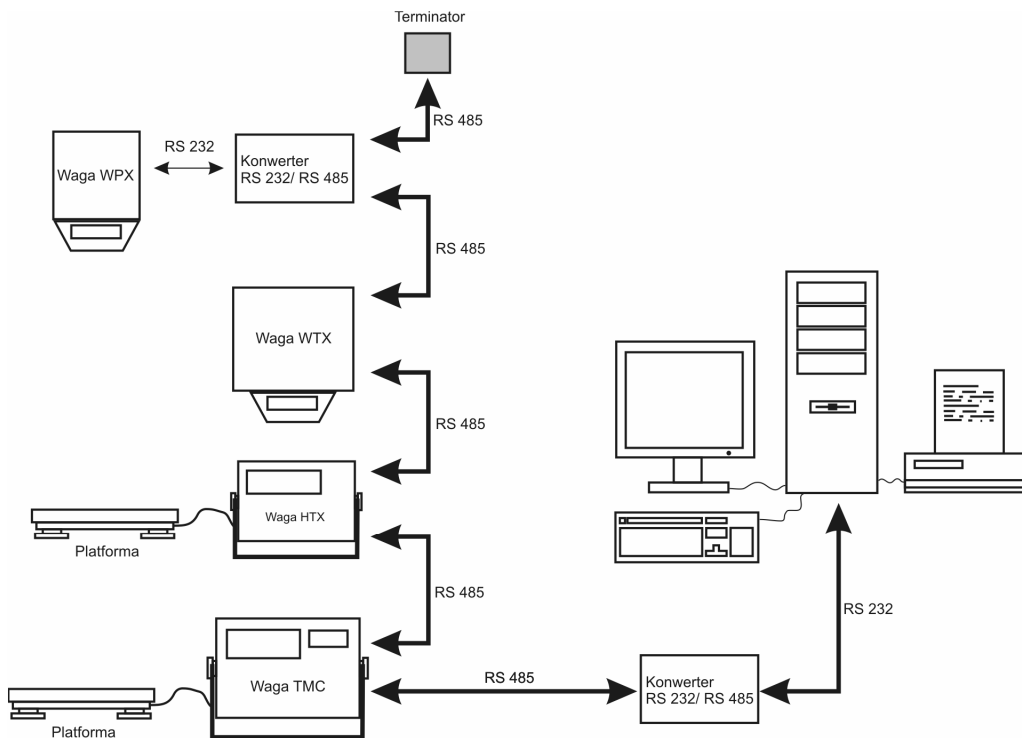 Terminator
RS 485
RS 232
Waga WPX
Konwerter
RS 232/ RS 485
RS 485
Waga WTX
RS 485
Waga HTX
Platforma
RS 485
RS 232
Waga TMC
RS 485
Konwerter
RS 232/ RS 485
Platforma